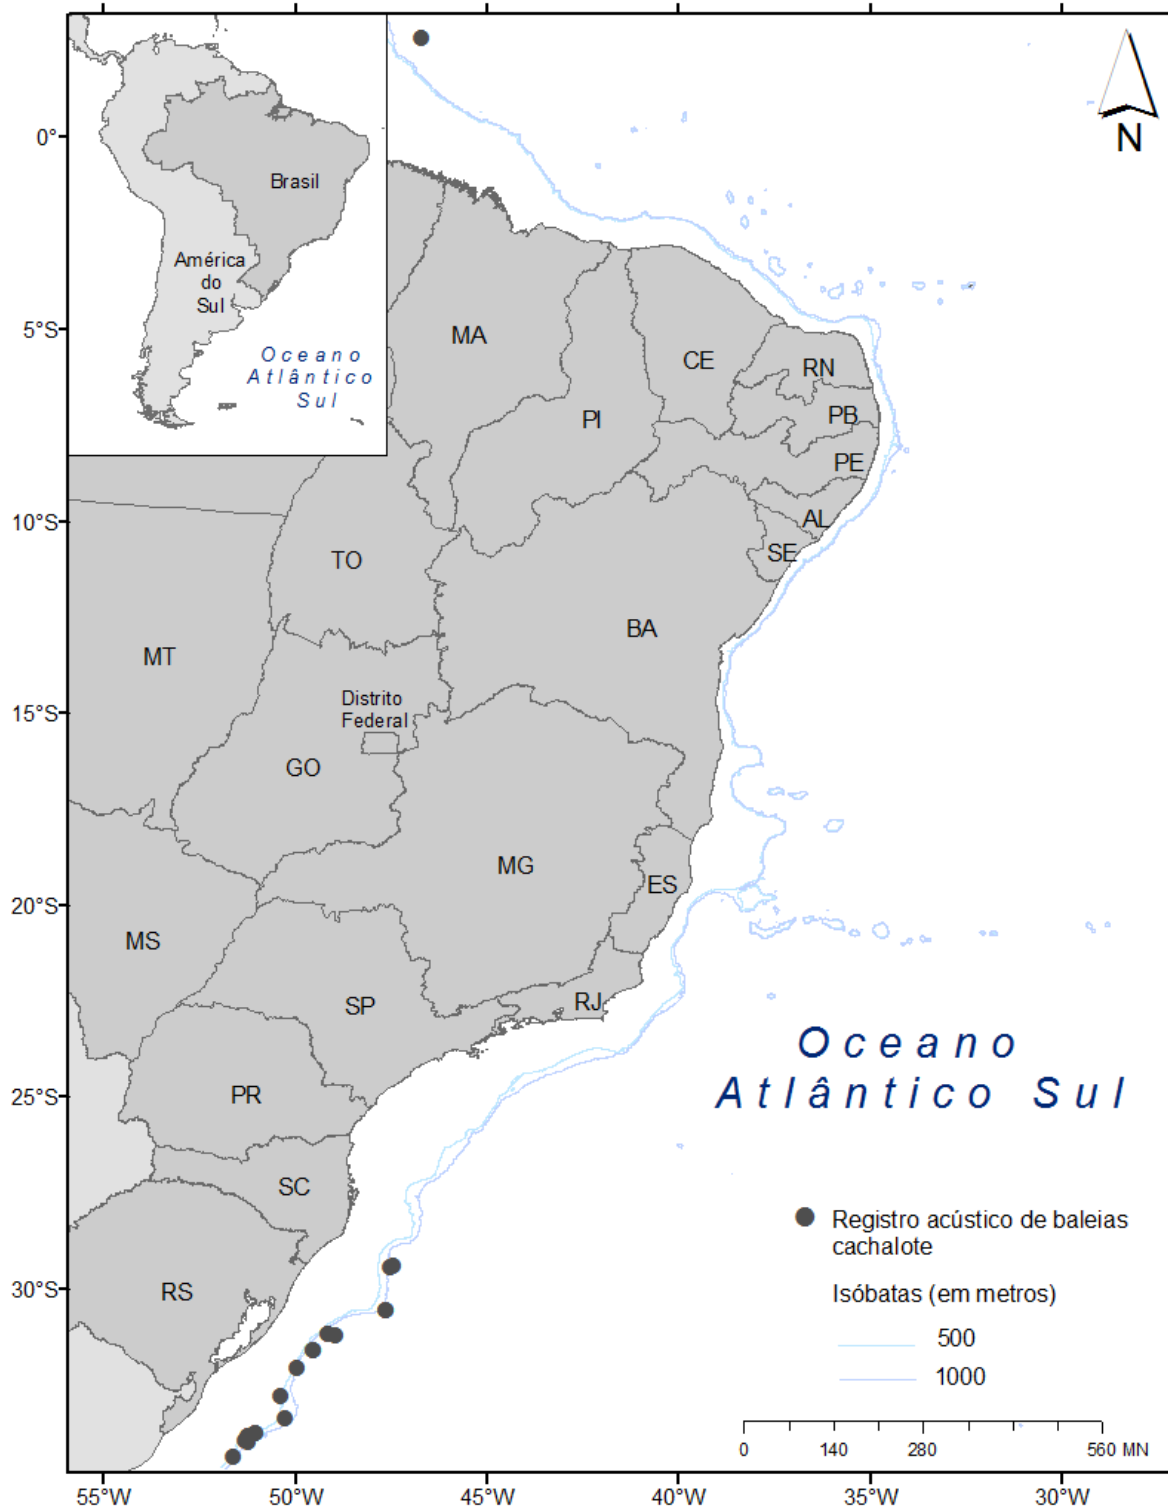 Brasil
América
do
Sul
Oceano
Atlântico
Sul
N
0°
5°S
10°S
15°S
20°S
25°S
30°S
MA
CE
RN
PB
PI
PE
AL
SE
TO
BA
MT
Distrito
Federal
GO
MG
ES
MS
SP
RJ
PR
SC
RS
Oceano
Atlântico Sul
Registro acústico de baleias
cachalote
Isóbatas (em metros)
500
1000
0 140 280 560 MN
55°W 50°W 45°W 40°W 35°W 30°W